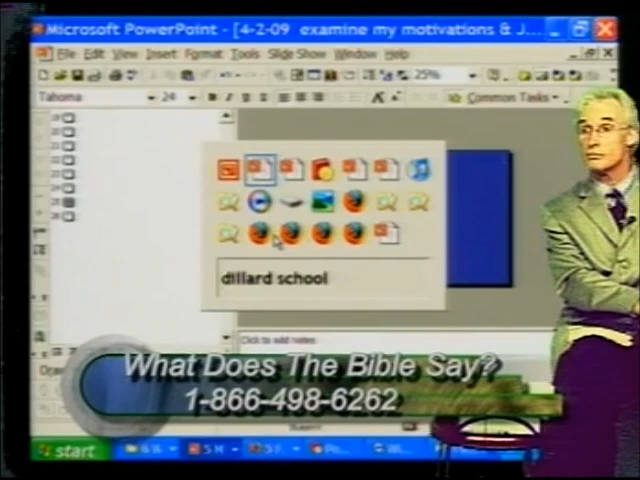 Microsoft PowerPoint - [4-2-09 examine my motivations & J...
File Edit View Insert Format Tools Slide Show Window Help
25%
Tahoma 24 Common Tasks
dillard school
Click to add notes
What Does The Bible Say?
1-866-498-6262
start